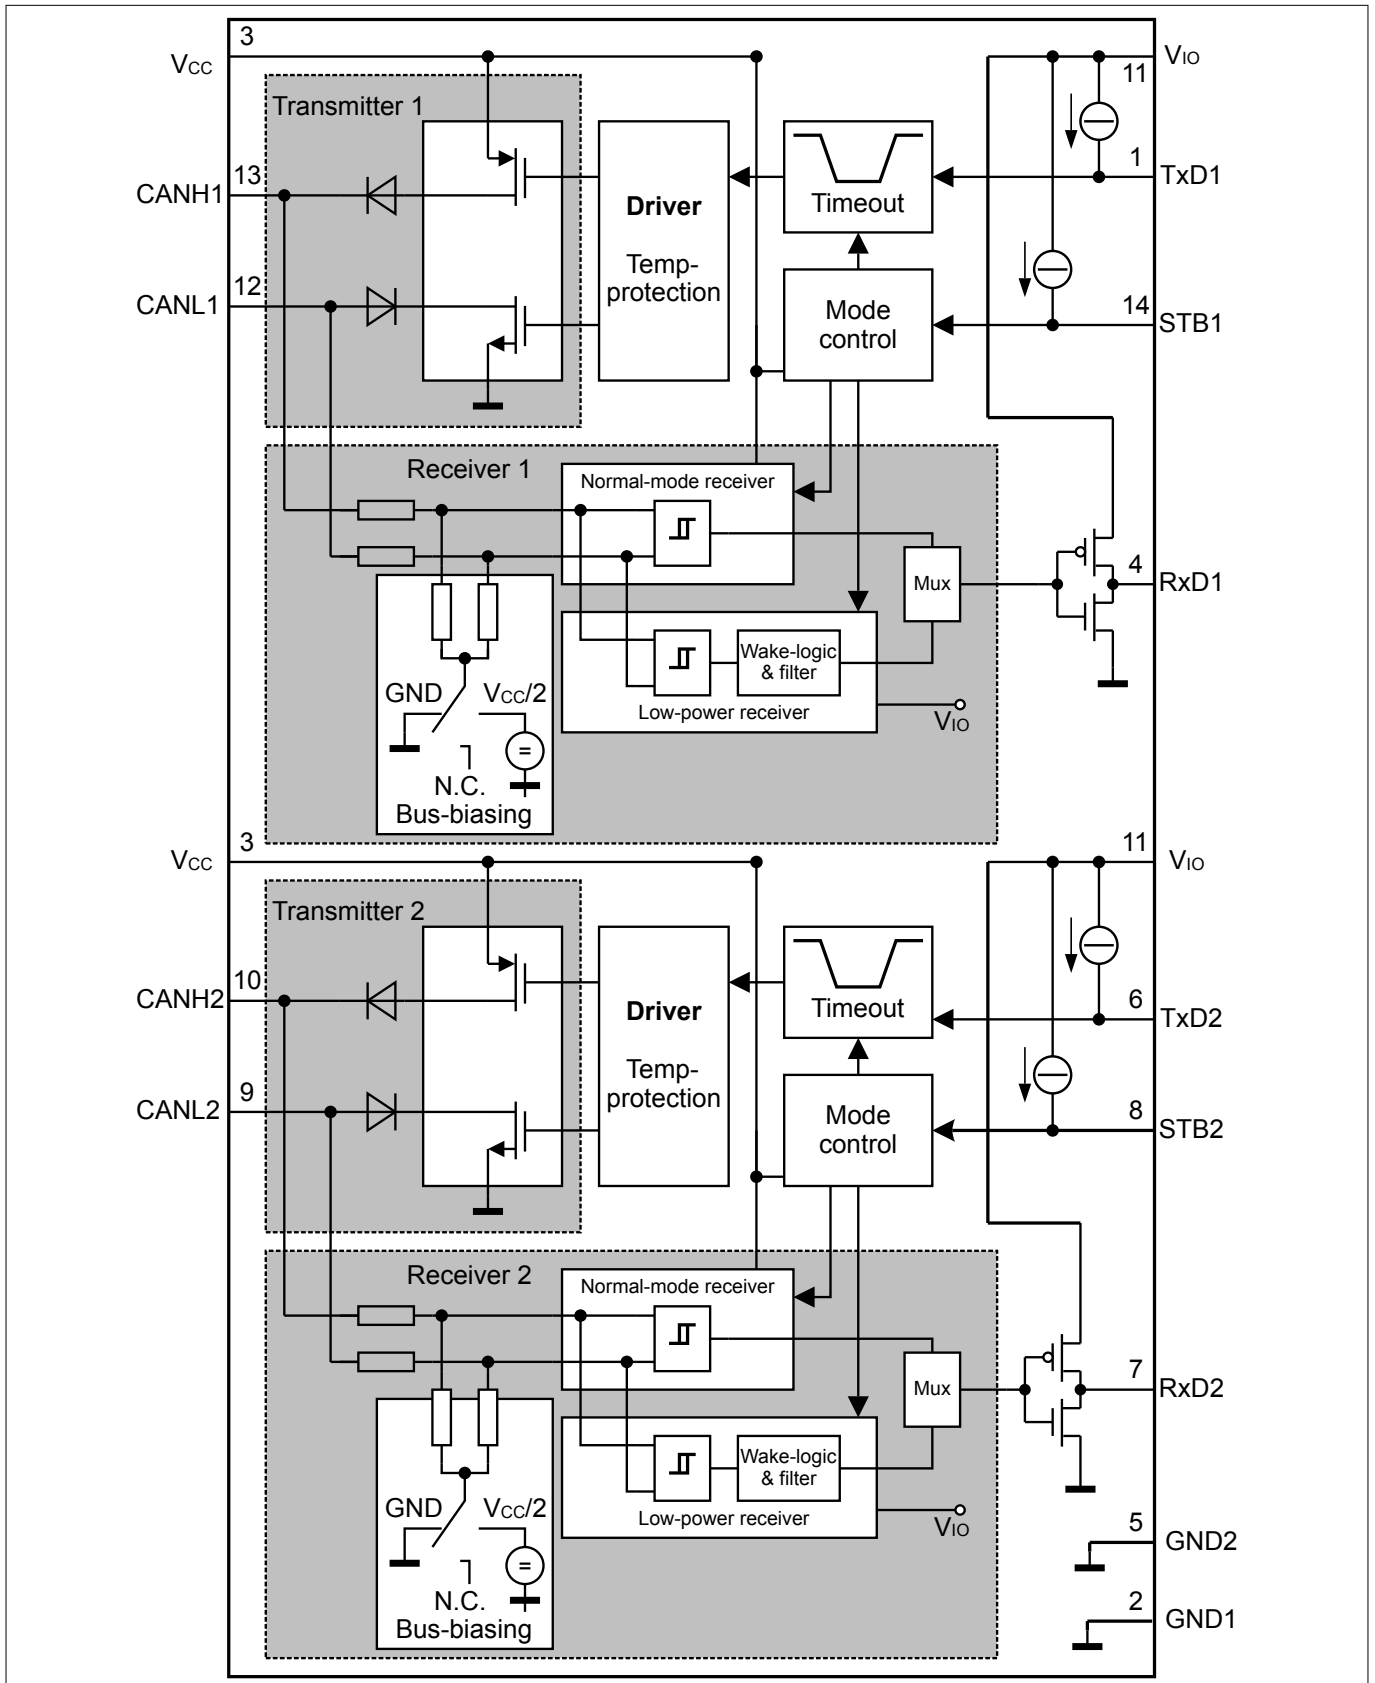 3
VCC
VIO
11
Transmitter 1
1
TxD1
13
CANH1
Driver
Timeout
Temp-
protection
12
CANL1
Mode
control
14
STB1
Receiver 1
Normal-mode receiver
4
RxD1
Mux
Wake-logic
& filter
GND
VCC/2
Low-power receiver
VIO
=
N.C.
Bus-biasing
3
VCC
11
VIO
Transmitter 2
10
CANH2
Driver
Timeout
6
TxD2
Temp-
protection
9
CANL2
Mode
control
8
STB2
Receiver 2
Normal-mode receiver
7
RxD2
Mux
Wake-logic
& filter
GND
VCC/2
Low-power receiver
VIO
=
N.C.
Bus-biasing
5
GND2
2
GND1